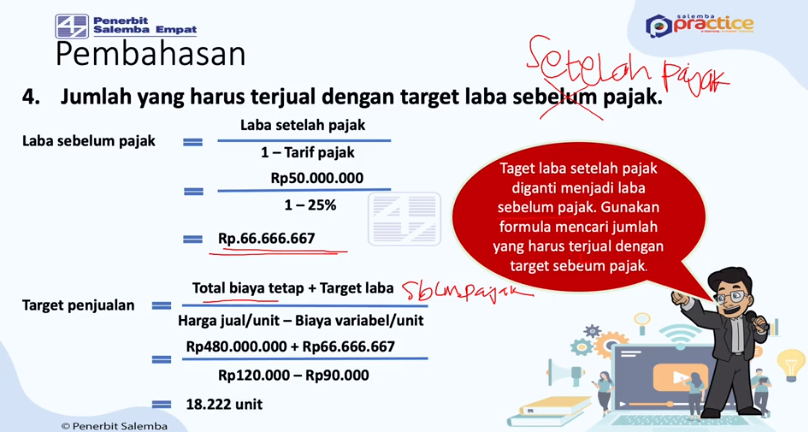 Penerbit
Salemba Empat
salemba
practice
Pembahasan
Setelah pajak
4. Jumlah yang harus terjual dengan target laba sebelum pajak.
Laba sebelum pajak = Laba setelah pajak
1 – Tarif pajak
= Rp50.000.000
1 – 25%
= Rp.66.666.667
Taget laba setelah pajak
diganti menjadi laba
sebelum pajak. Gunakan
formula mencari jumlah
yang harus terjual dengan
target sebeum pajak.
Target penjualan = Total biaya tetap + Target laba sblm pajak
Harga jual/unit – Biaya variabel/unit
= Rp480.000.000 + Rp66.666.667
Rp120.000 – Rp90.000
= 18.222 unit
© Penerbit Salemba